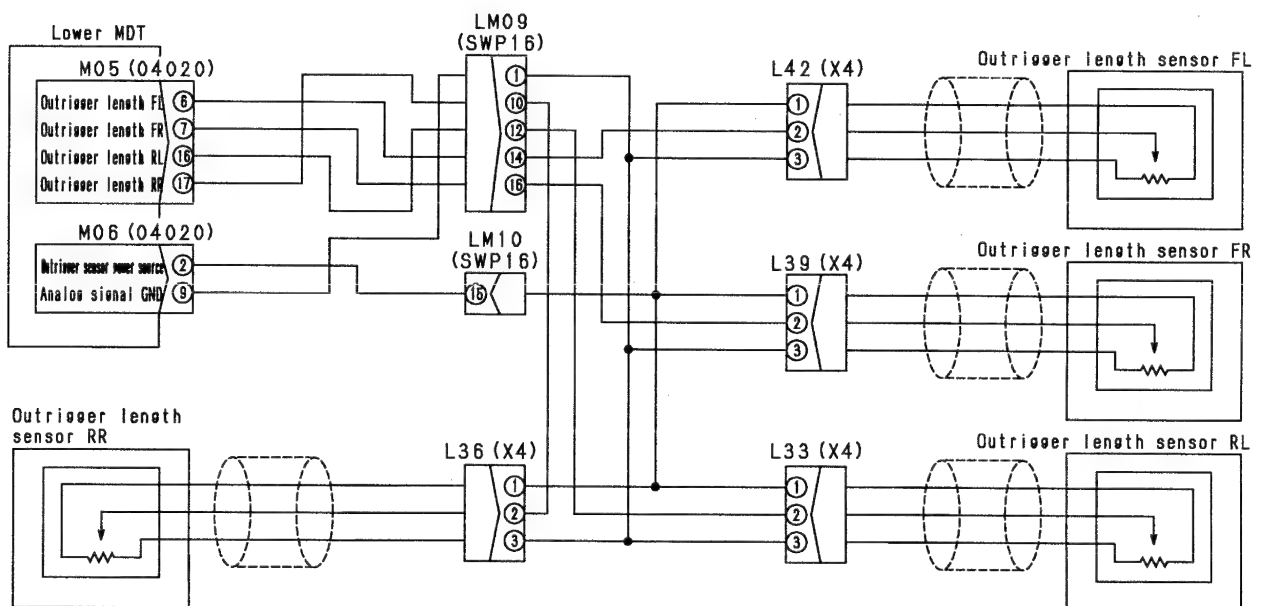 Lower MDT
M05 (04020)
Outrigger length FL 6
Outrigger length FR 7
Outrigger length RL 16
Outrigger length RR 17
M06 (04020)
Outrigger sensor power source 2
Analog signal GND 9
LM09
(SWP16)
1
10
12
14
16
LM10
(SWP16)
15
L42 (X4)
1
2
3
Outrigger length sensor FL
L39 (X4)
1
2
3
Outrigger length sensor FR
Outrigger length
sensor RR
L36 (X4)
1
2
3
L33 (X4)
1
2
3
Outrigger length sensor RL